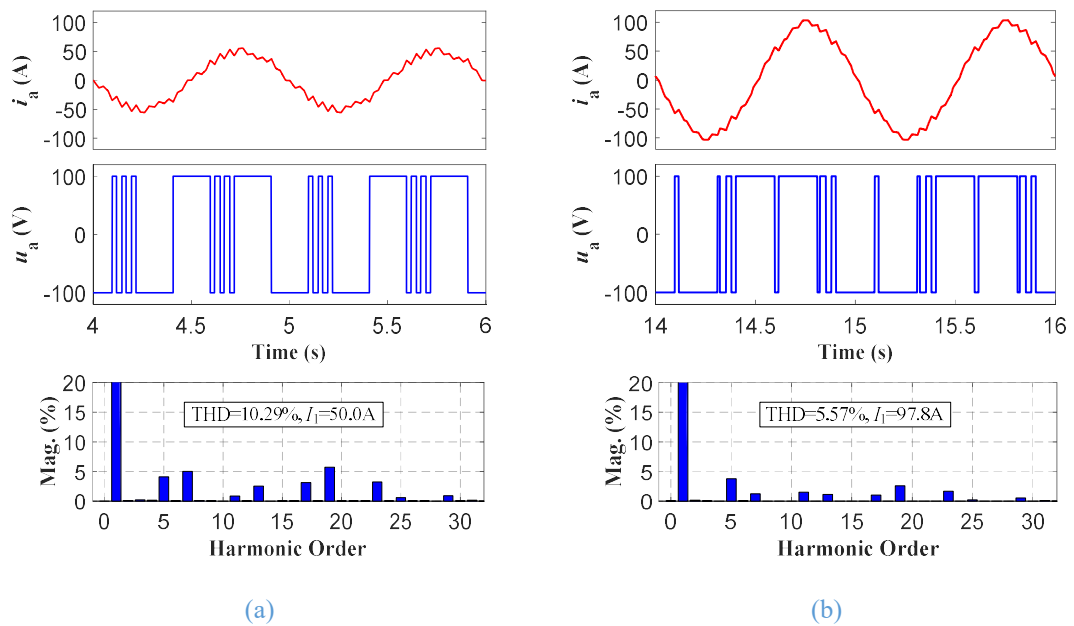 100
50
0
-50
-100
i_a (A)
100
0
-100
u_a (V)
4 4.5 5 5.5 6
Time (s)
20
15
10
5
0
Mag. (%)
THD=10.29%, I_1=50.0A
0 5 10 15 20 25 30
Harmonic Order
(a)
100
50
0
-50
-100
i_a (A)
100
0
-100
u_a (V)
14 14.5 15 15.5 16
Time (s)
20
15
10
5
0
Mag. (%)
THD=5.57%, I_1=97.8A
0 5 10 15 20 25 30
Harmonic Order
(b)